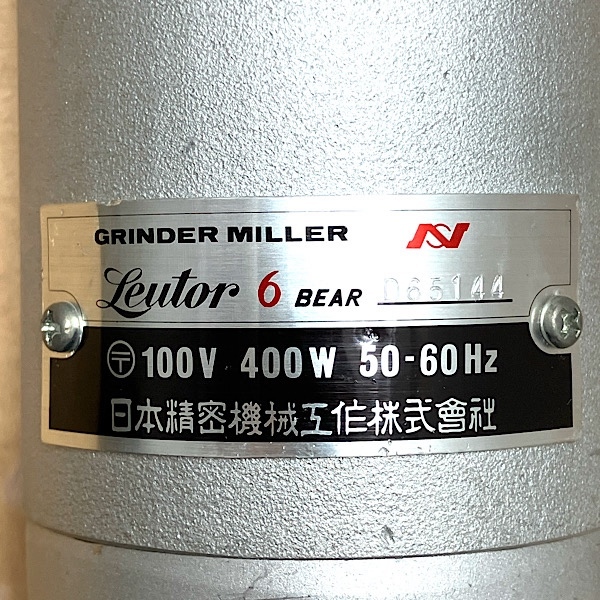 GRINDER MILLER N
Leutor 6 BEAR 065144
〶 100V 400W 50-60Hz
日本精密機械工作株式會社